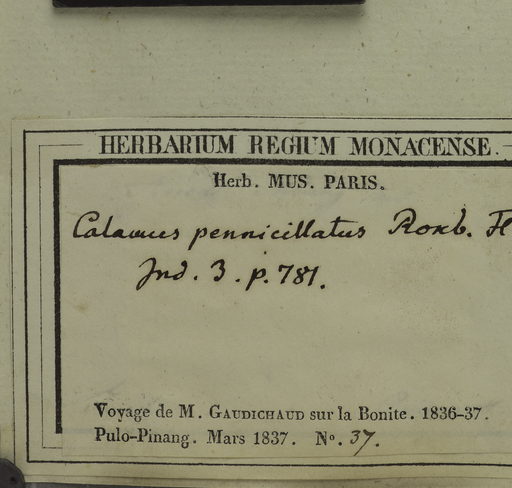 HERBARIUM REGIUM MONACENSE.
Herb. MUS. PARIS.
Calamus pennicillatus Roxb. Fl
Ind. 3. p. 781.
Voyage de M. GAUDICHAUD sur la Bonite. 1836-37.
Pulo-Pinang. Mars 1837. No. 37.